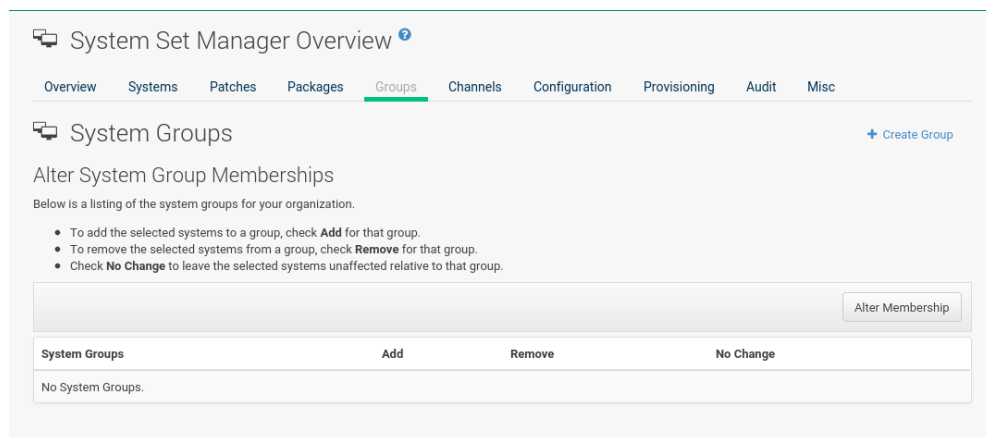 System Set Manager Overview ?
Overview Systems Patches Packages Groups Channels Configuration Provisioning Audit Misc
System Groups
+ Create Group
Alter System Group Memberships
Below is a listing of the system groups for your organization.
• To add the selected systems to a group, check Add for that group.
• To remove the selected systems from a group, check Remove for that group.
• Check No Change to leave the selected systems unaffected relative to that group.
Alter Membership
System Groups Add Remove No Change
No System Groups.